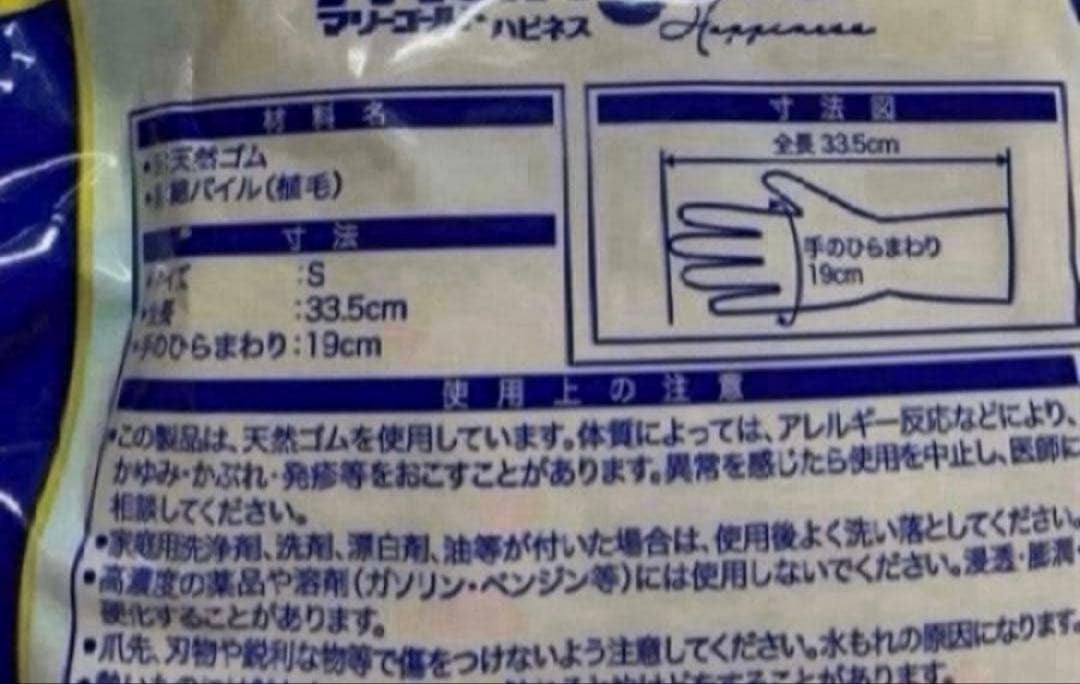 マリーゴールド ハピネス
Happiness
材料名
天然ゴム
綿パイル(植毛)
寸法
サイズ :S
・全長 :33.5cm
・手のひらまわり:19cm
寸法図
全長 33.5cm
手のひらまわり
19cm
使用上の注意
・この製品は、天然ゴムを使用しています。体質によっては、アレルギー反応などにより、
かゆみ・かぶれ・発疹等をおこすことがあります。異常を感じたら使用を中止し、医師に
相談してください。
・家庭用洗浄剤、洗剤、漂白剤、油等が付いた場合は、使用後よく洗い落としてください。
・高濃度の薬品や溶剤(ガソリン・ベンジン等)には使用しないでください。浸透・膨潤・
硬化することがあります。
・爪先、刃物や鋭利な物等で傷をつけないよう注意してください。水もれの原因になります。